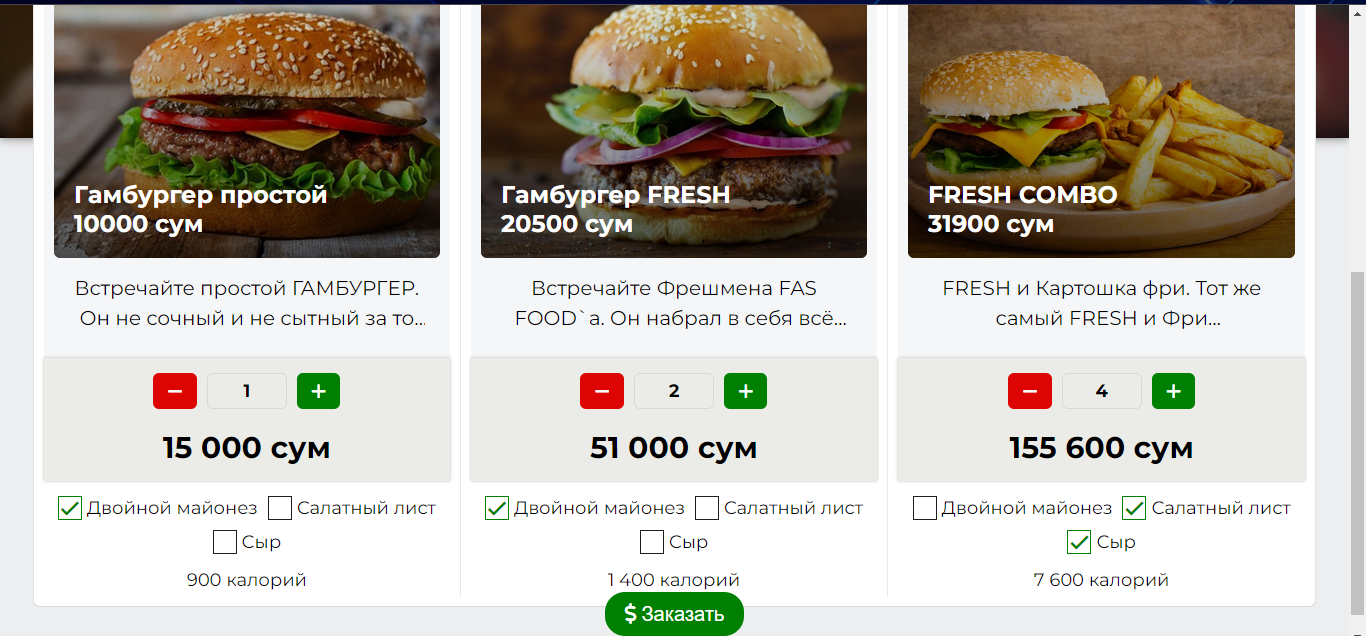 Гамбургер простой
10000 сум
Встречайте простой ГАМБУРГЕР.
Он не сочный и не сытный за то...
− 1 +
15 000 сум
Двойной майонез Салатный лист
Сыр
900 калорий
Гамбургер FRESH
20500 сум
Встречайте Фрешмена FAS
FOOD`a. Он набрал в себя всё...
− 2 +
51 000 сум
Двойной майонез Салатный лист
Сыр
1 400 калорий
FRESH COMBO
31900 сум
FRESH и Картошка фри. Тот же
самый FRESH и Фри...
− 4 +
155 600 сум
Двойной майонез Салатный лист
Сыр
7 600 калорий
$ Заказать